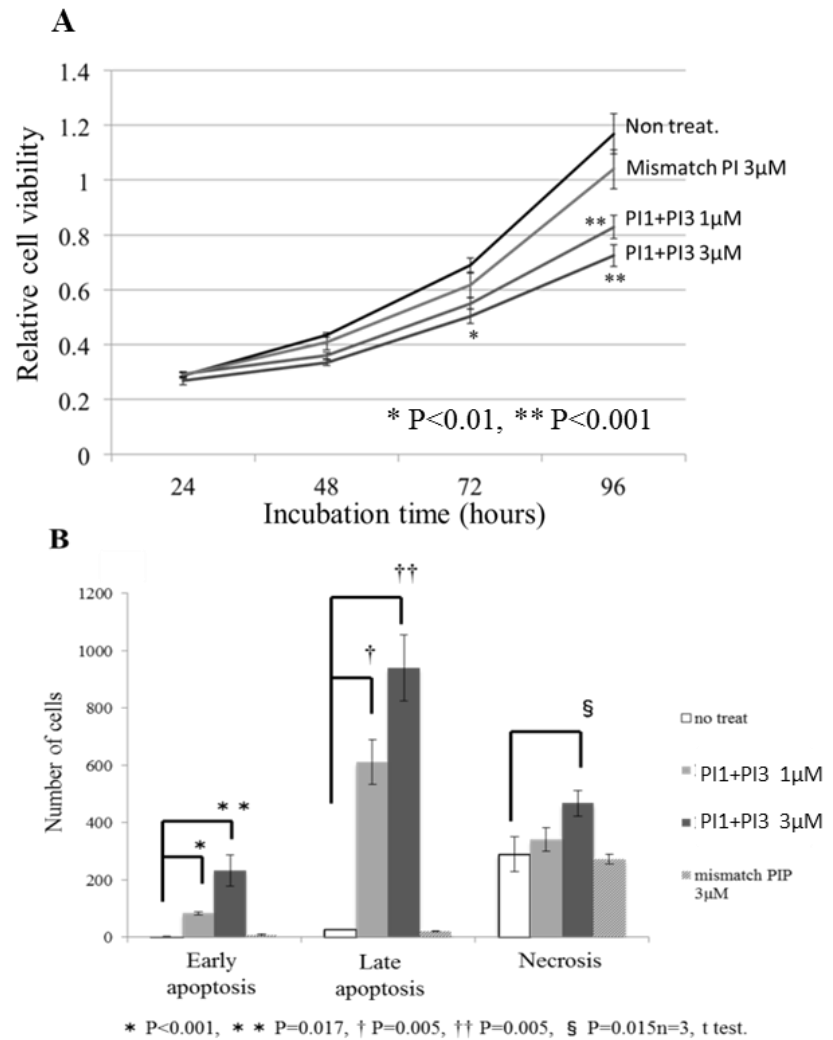 A
1.4
1.2
1
0.8
0.6
0.4
0.2
0
Relative cell viability
Non treat.
Mismatch PI 3μM
PI1+PI3 1μM
PI1+PI3 3μM
**
**
*
* P<0.01, ** P<0.001
24 48 72 96
Incubation time (hours)
B
1200
1000
800
600
400
200
0
Number of cells
* *
*
††
†
§
no treat
PI1+PI3 1μM
PI1+PI3 3μM
mismatch PIP
3μM
Early
apoptosis
Late
apoptosis
Necrosis
* P<0.001, * * P=0.017, † P=0.005, †† P=0.005, § P=0.015n=3, t test.